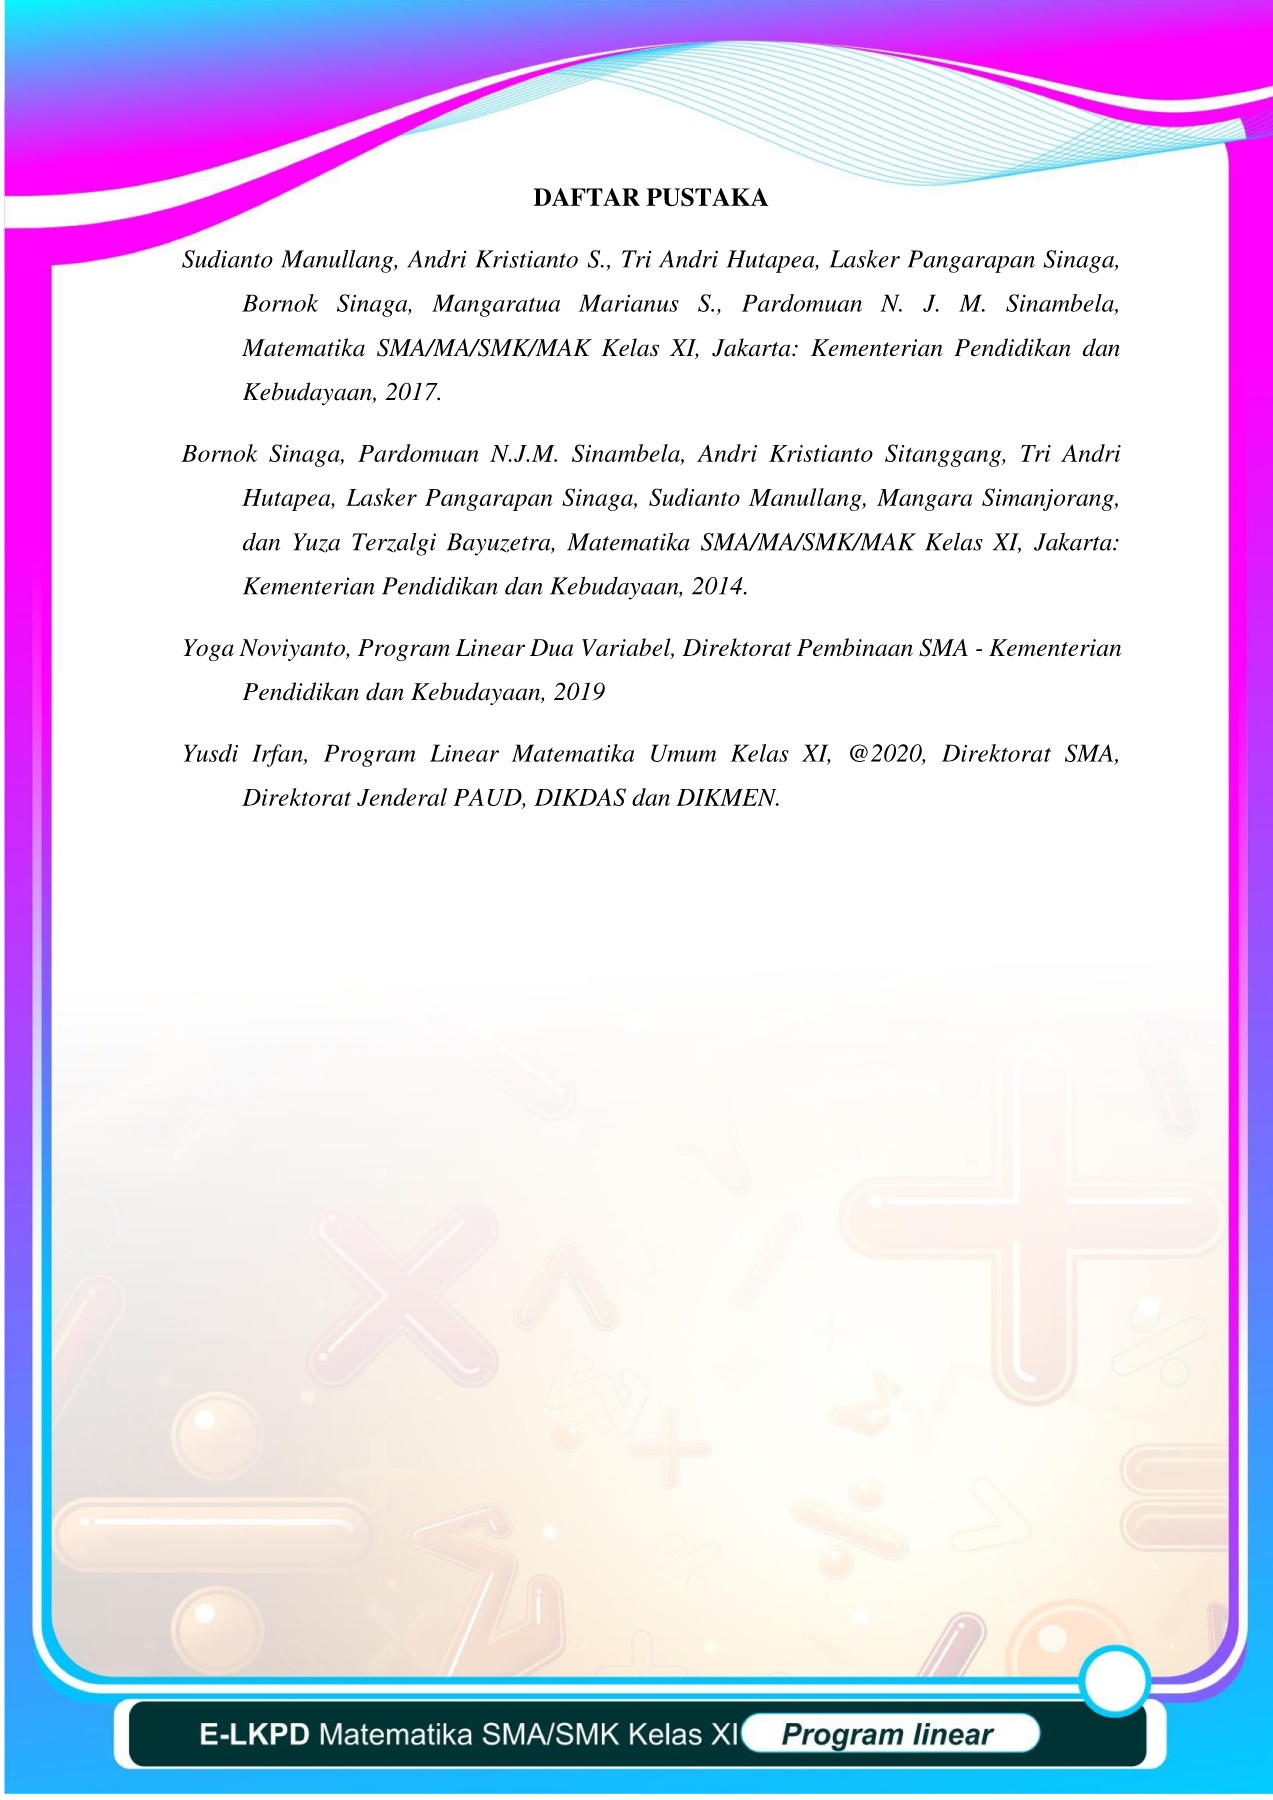 DAFTAR PUSTAKA
Sudianto Manullang, Andri Kristianto S., Tri Andri Hutapea, Lasker Pangarapan Sinaga,
Bornok Sinaga, Mangaratua Marianus S., Pardomuan N. J. M. Sinambela,
Matematika SMA/MA/SMK/MAK Kelas XI, Jakarta: Kementerian Pendidikan dan
Kebudayaan, 2017.
Bornok Sinaga, Pardomuan N.J.M. Sinambela, Andri Kristianto Sitanggang, Tri Andri
Hutapea, Lasker Pangarapan Sinaga, Sudianto Manullang, Mangara Simanjorang,
dan Yuza Terzalgi Bayuzetra, Matematika SMA/MA/SMK/MAK Kelas XI, Jakarta:
Kementerian Pendidikan dan Kebudayaan, 2014.
Yoga Noviyanto, Program Linear Dua Variabel, Direktorat Pembinaan SMA - Kementerian
Pendidikan dan Kebudayaan, 2019
Yusdi Irfan, Program Linear Matematika Umum Kelas XI, @2020, Direktorat SMA,
Direktorat Jenderal PAUD, DIKDAS dan DIKMEN.
E-LKPD Matematika SMA/SMK Kelas XI Program linear